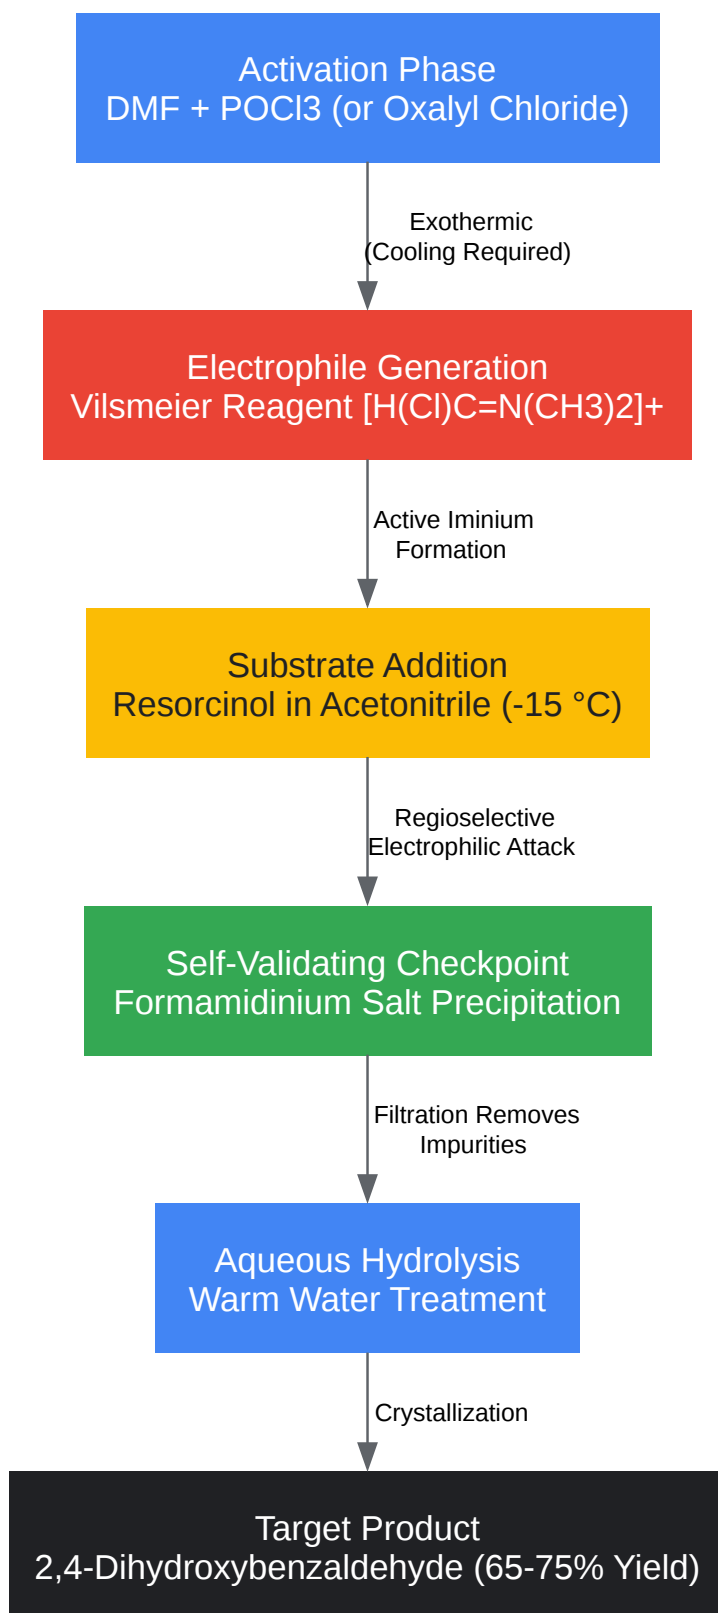 Activation Phase
DMF + POCl3 (or Oxalyl Chloride)
Exothermic
(Cooling Required)
Electrophile Generation
Vilsmeier Reagent [H(Cl)C=N(CH3)2]+
Active Iminium
Formation
Substrate Addition
Resorcinol in Acetonitrile (-15 °C)
Regioselective
Electrophilic Attack
Self-Validating Checkpoint
Formamidinium Salt Precipitation
Filtration Removes
Impurities
Aqueous Hydrolysis
Warm Water Treatment
Crystallization
Target Product
2,4-Dihydroxybenzaldehyde (65-75% Yield)